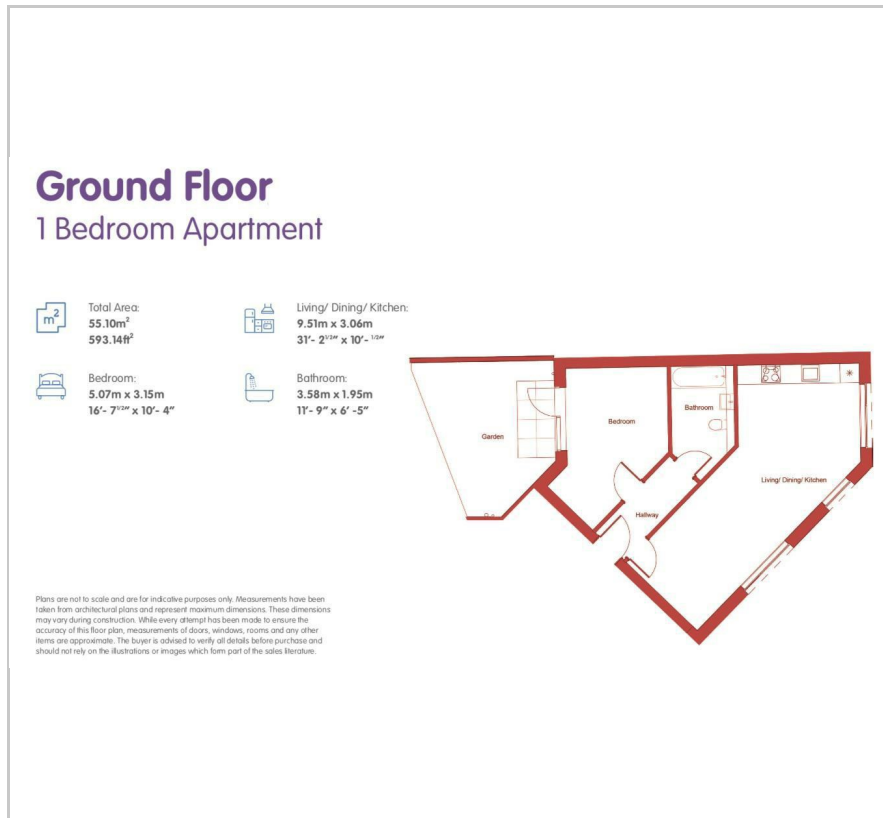 Ground Floor
1 Bedroom Apartment
m²
Total Area:
55.10m²
593.14ft²
Living/ Dining/ Kitchen:
9.51m x 3.06m
31'- 2¹/²" x 10'- ¹/²"
Bedroom:
5.07m x 3.15m
16'- 7¹/²" x 10'- 4"
Bathroom:
3.58m x 1.95m
11'- 9" x 6' -5"
Garden
Bedroom
Bathroom
Living/ Dining/ Kitchen
Hallway
Plans are not to scale and are for indicative purposes only. Measurements have been
taken from architectural plans and represent maximum dimensions. These dimensions
may vary during construction. While every attempt has been made to ensure the
accuracy of this floor plan, measurements of doors, windows, rooms and any other
items are approximate. The buyer is advised to verify all details before purchase and
should not rely on the illustrations or images which form part of the sales literature.